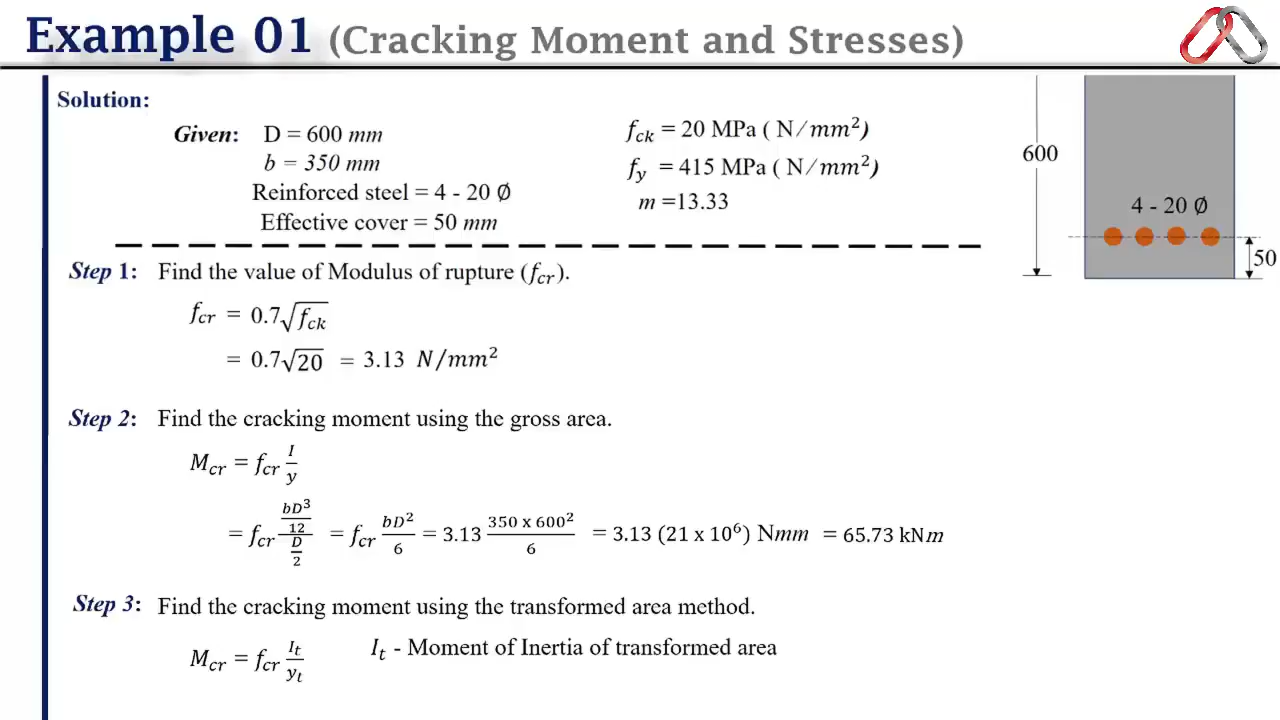 Example 01 (Cracking Moment and Stresses)
Solution:
Given: D = 600 mm
b = 350 mm
Reinforced steel = 4 - 20 Ø
Effective cover = 50 mm
f_ck = 20 MPa ( N/mm²)
f_y = 415 MPa ( N/mm²)
m =13.33
600
4 - 20 Ø
50
Step 1: Find the value of Modulus of rupture (f_cr).
f_cr = 0.7√f_ck
= 0.7√20 = 3.13 N/mm²
Step 2: Find the cracking moment using the gross area.
M_cr = f_cr I/y
= f_cr (bD³/12)/(D/2) = f_cr bD²/6 = 3.13 (350 x 600²)/6 = 3.13 (21 x 10⁶) Nmm = 65.73 kNm
Step 3: Find the cracking moment using the transformed area method.
M_cr = f_cr I_t/y_t I_t - Moment of Inertia of transformed area